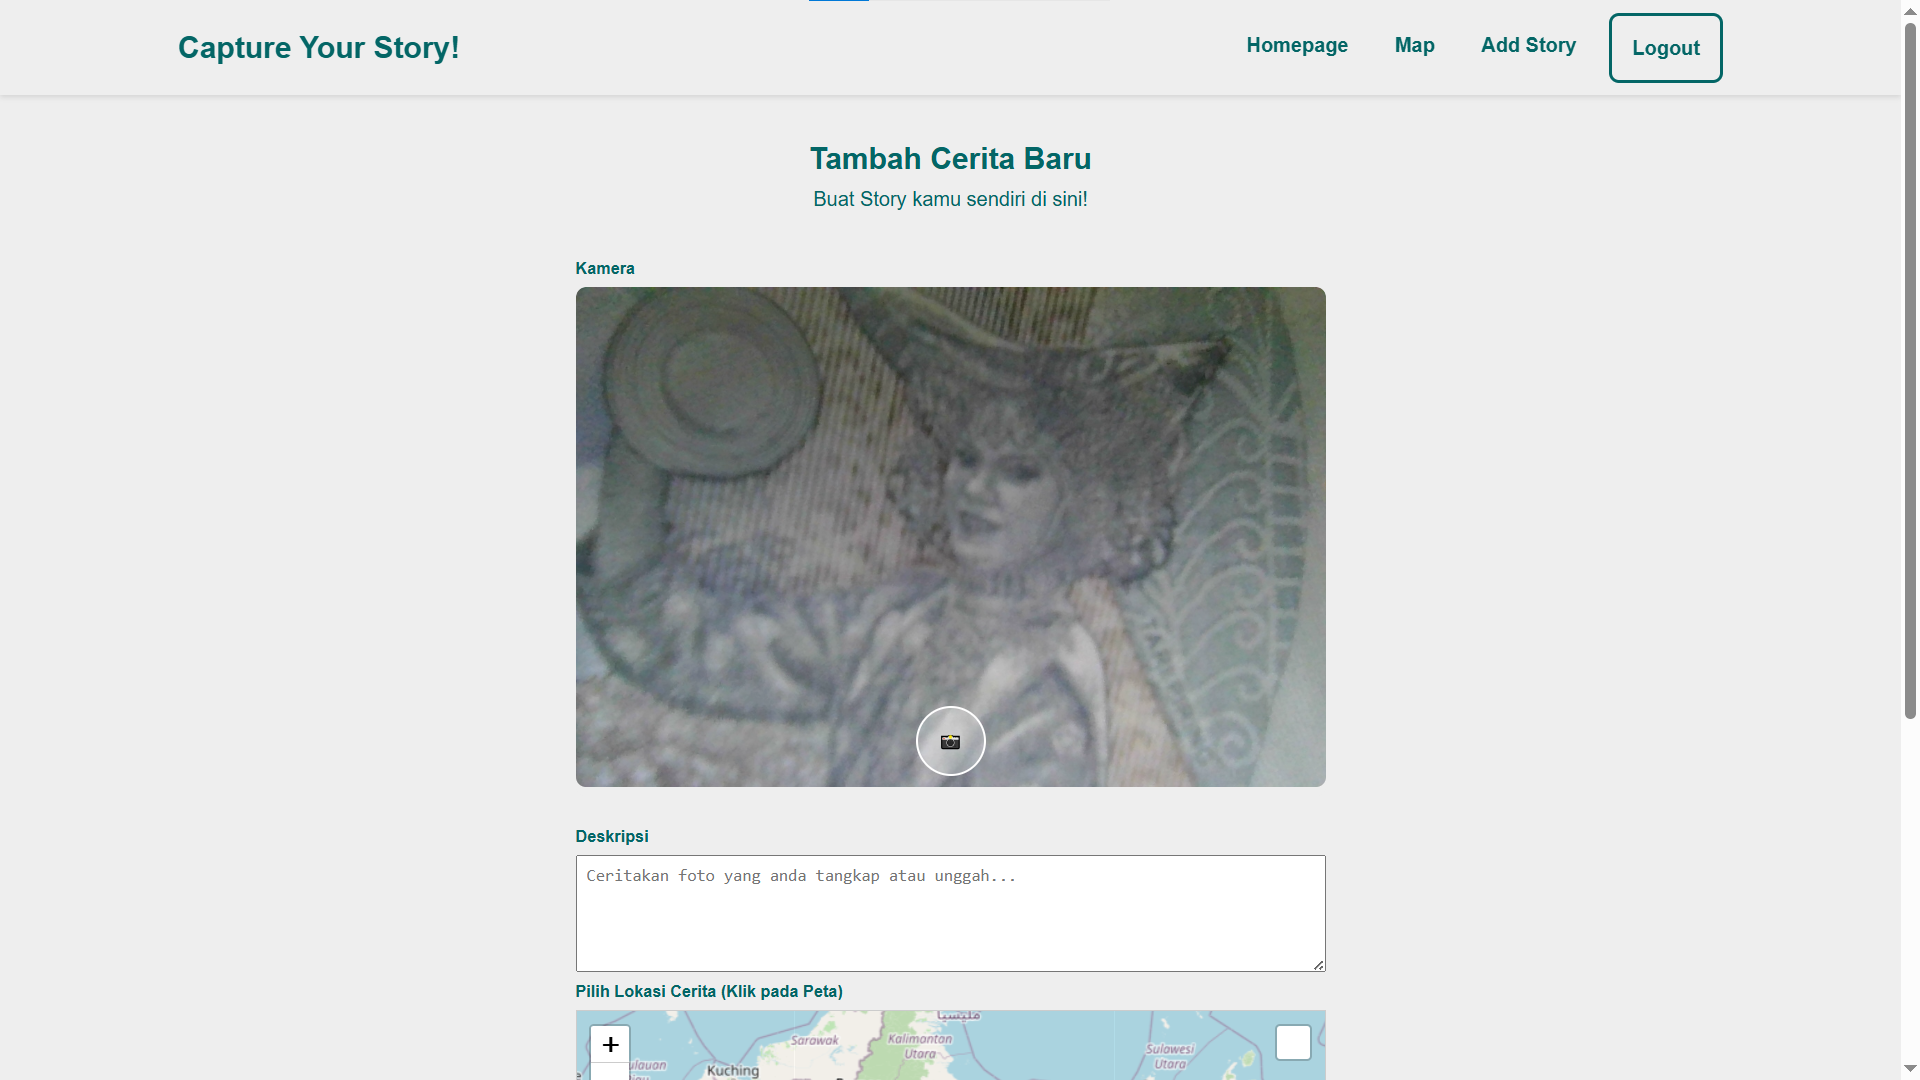 Capture Your Story!
Homepage
Map
Add Story
Logout
Tambah Cerita Baru
Buat Story kamu sendiri di sini!
Kamera
Deskripsi
Ceritakan foto yang anda tangkap atau unggah...
Pilih Lokasi Cerita (Klik pada Peta)
+
مليسيا
Sarawak
Kalimantan
Utara
Sulawesi
Utara
Kuching